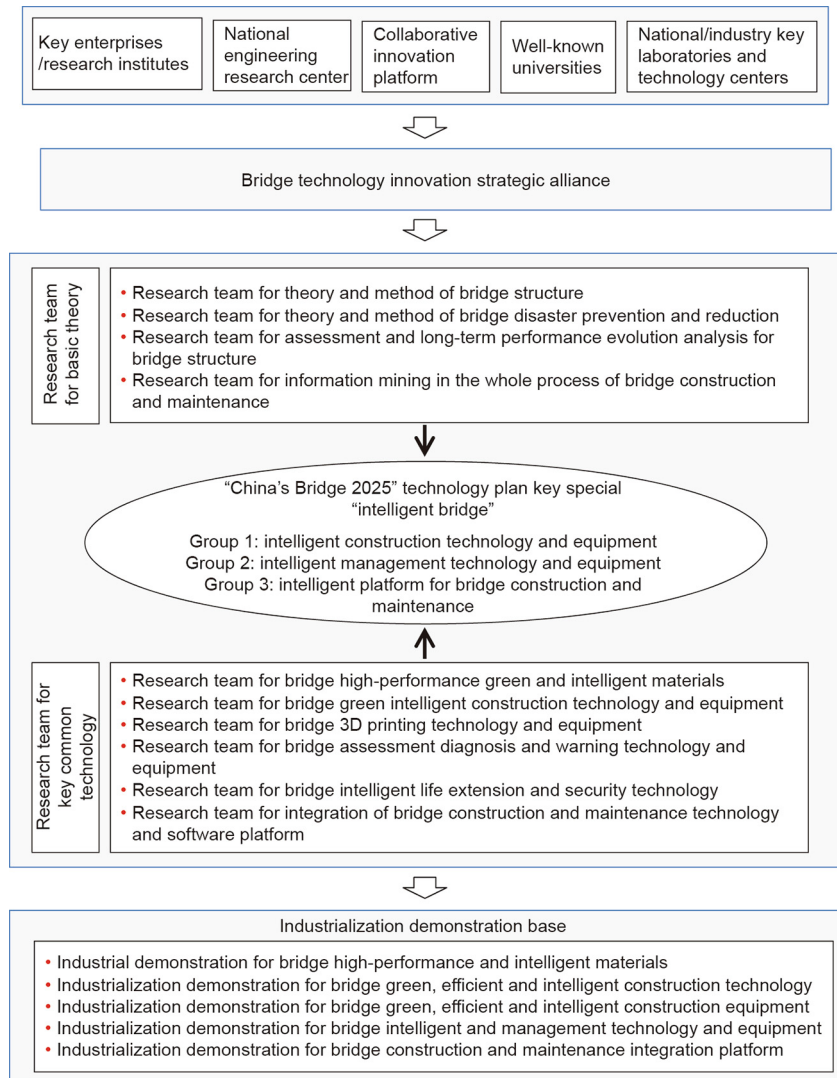 Key enterprises
/research institutes
National
engineering
research center
Collaborative
innovation
platform
Well-known
universities
National/industry key
laboratories and
technology centers
Bridge technology innovation strategic alliance
Research team
for basic theory
• Research team for theory and method of bridge structure
• Research team for theory and method of bridge disaster prevention and reduction
• Research team for assessment and long-term performance evolution analysis for
bridge structure
• Research team for information mining in the whole process of bridge construction
and maintenance
“China’s Bridge 2025” technology plan key special
“intelligent bridge”
Group 1: intelligent construction technology and equipment
Group 2: intelligent management technology and equipment
Group 3: intelligent platform for bridge construction and
maintenance
Research team for
key common
technology
• Research team for bridge high-performance green and intelligent materials
• Research team for bridge green intelligent construction technology and equipment
• Research team for bridge 3D printing technology and equipment
• Research team for bridge assessment diagnosis and warning technology and
equipment
• Research team for bridge intelligent life extension and security technology
• Research team for integration of bridge construction and maintenance technology
and software platform
Industrialization demonstration base
• Industrial demonstration for bridge high-performance and intelligent materials
• Industrialization demonstration for bridge green, efficient and intelligent construction technology
• Industrialization demonstration for bridge green, efficient and intelligent construction equipment
• Industrialization demonstration for bridge intelligent and management technology and equipment
• Industrialization demonstration for bridge construction and maintenance integration platform